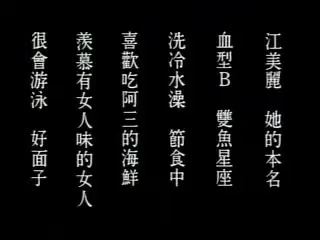 江美麗　她的本名
血型B　雙魚星座
洗冷水澡　節食中
喜歡吃阿三的海鮮
羨慕有女人味的女人
很會游泳　好面子